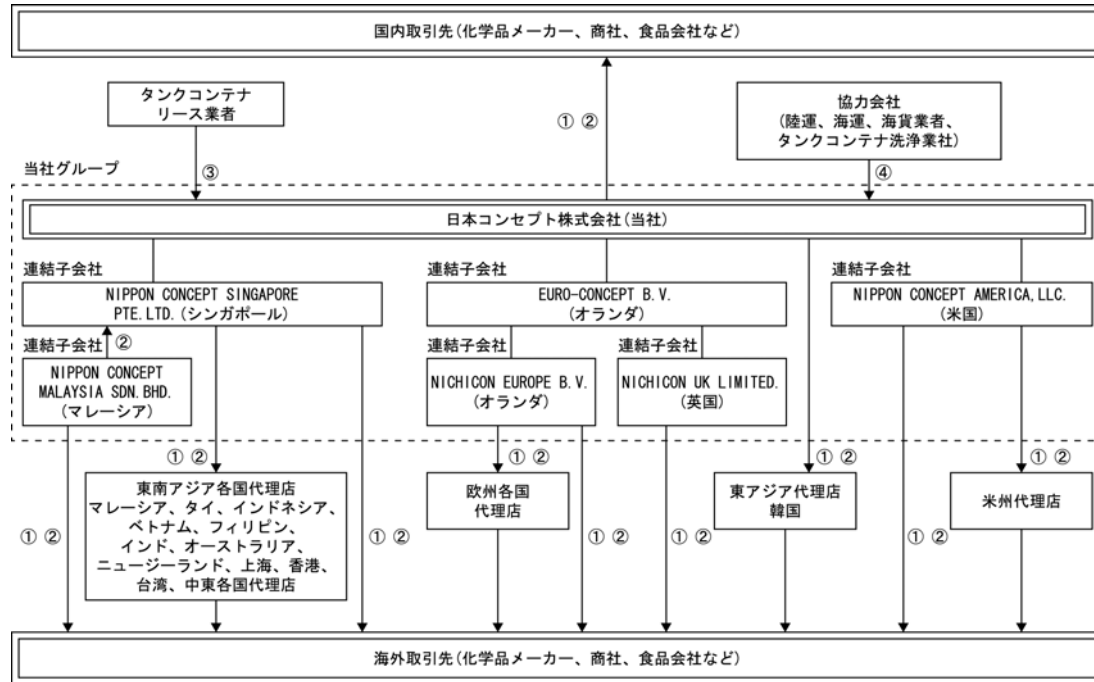 国内取引先(化学品メーカー、商社、食品会社など)
タンクコンテナ
リース業者
① ②
協力会社
(陸運、海運、海貨業者、
タンクコンテナ洗浄業社)
当社グループ
③
④
日本コンセプト株式会社(当社)
連結子会社
NIPPON CONCEPT SINGAPORE
PTE.LTD.(シンガポール)
連結子会社
EURO-CONCEPT B.V.
(オランダ)
連結子会社
NIPPON CONCEPT AMERICA,LLC.
(米国)
連結子会社
②
NIPPON CONCEPT
MALAYSIA SDN.BHD.
(マレーシア)
連結子会社
NICHICON EUROPE B.V.
(オランダ)
連結子会社
NICHICON UK LIMITED.
(英国)
① ②
① ②
① ②
① ②
東南アジア各国代理店
マレーシア、タイ、インドネシア、
ベトナム、フィリピン、
インド、オーストラリア、
ニュージーランド、上海、香港、
台湾、中東各国代理店
欧州各国
代理店
東アジア代理店
韓国
米州代理店
① ②
① ②
① ②
① ②
① ②
海外取引先(化学品メーカー、商社、食品会社など)